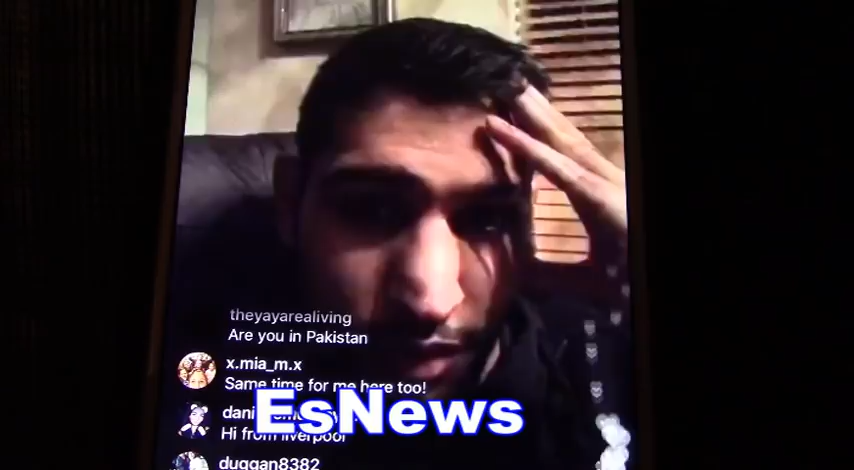 theyayarealiving
Are you in Pakistan
x.mia_m.x
Same time for me here too!
Hi from liverpool
EsNews
duggan8382